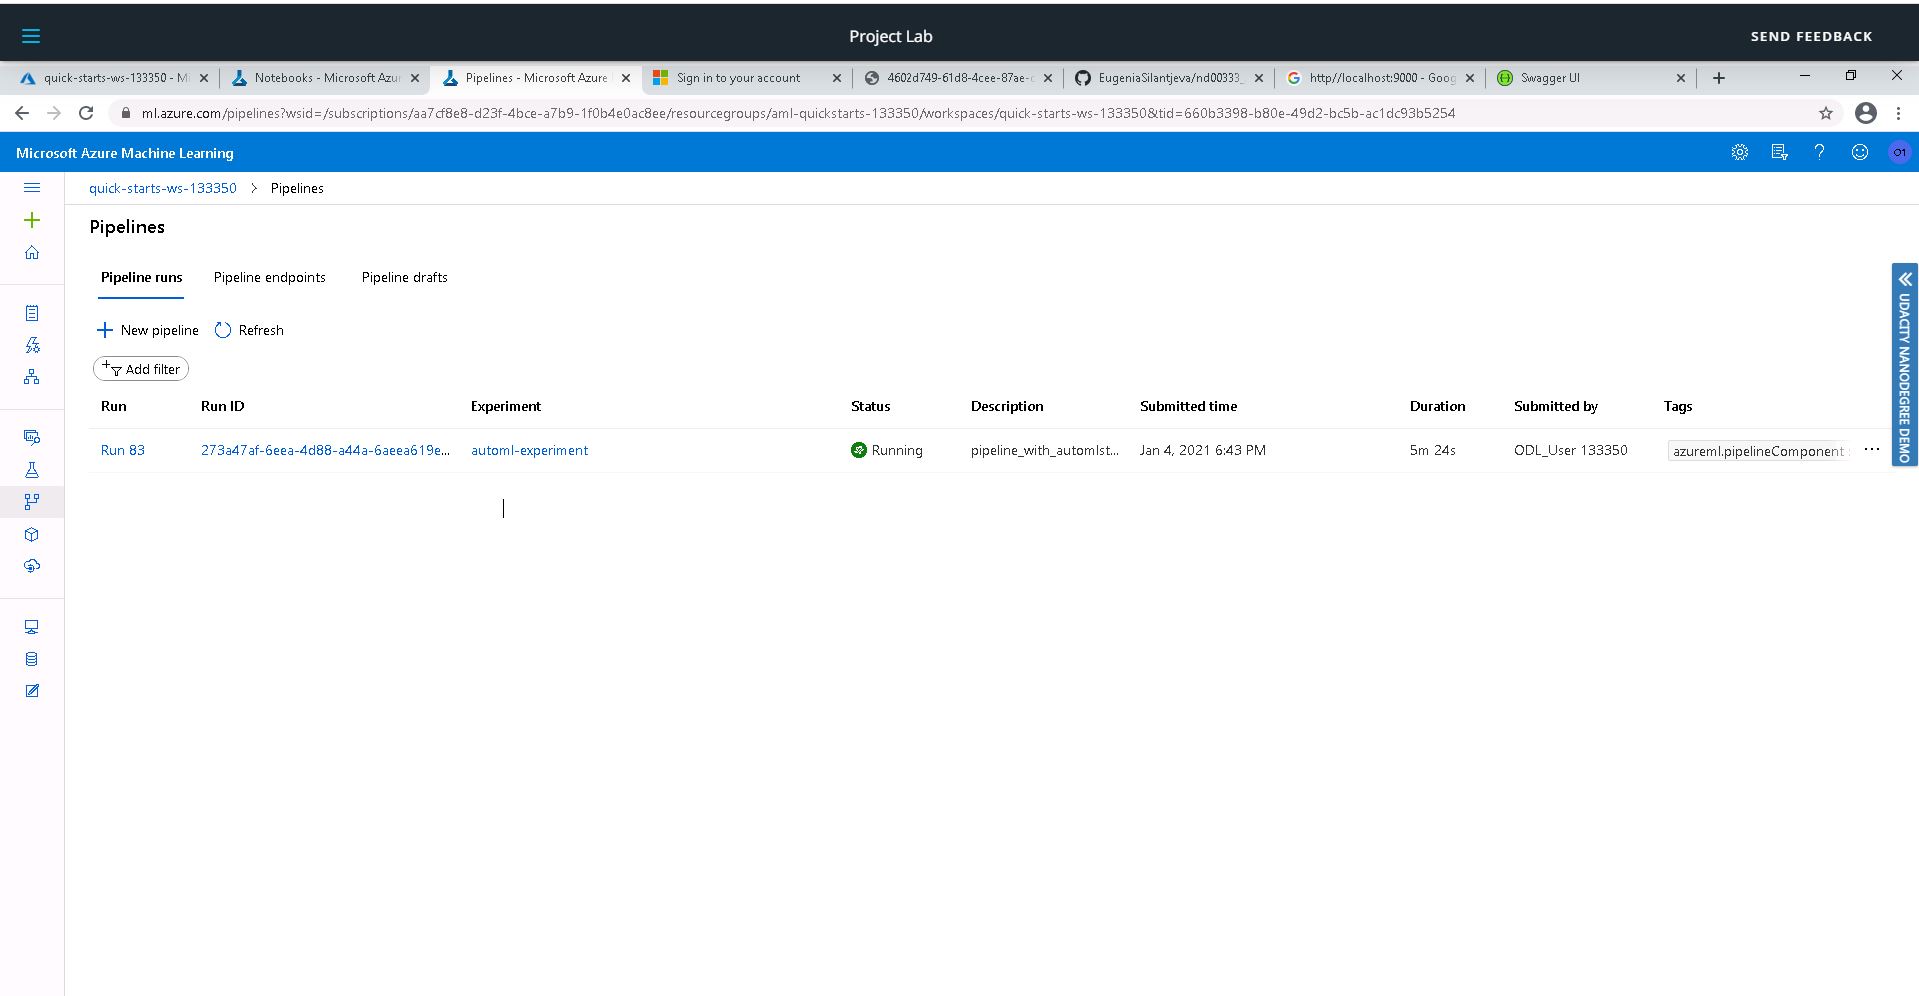 Project Lab
SEND FEEDBACK
quick-starts-ws-133350 - Mi
Notebooks - Microsoft Azur
Pipelines - Microsoft Azure
Sign in to your account
4602d749-61d8-4cee-87ae-c
EugeniaSilantjeva/nd00333_
http://localhost:9000 - Goog
Swagger UI
ml.azure.com/pipelines?wsid=/subscriptions/aa7cf8e8-d23f-4bce-a7b9-1f0b4e0ac8ee/resourcegroups/aml-quickstarts-133350/workspaces/quick-starts-ws-133350&tid=660b3398-b80e-49d2-bc5b-ac1dc93b5254
Microsoft Azure Machine Learning
O1
quick-starts-ws-133350 > Pipelines
Pipelines
Pipeline runs Pipeline endpoints Pipeline drafts
New pipeline Refresh
Add filter
Run Run ID Experiment Status Description Submitted time Duration Submitted by Tags
Run 83 273a47af-6eea-4d88-a44a-6aeea619e... automl-experiment Running pipeline_with_automlst... Jan 4, 2021 6:43 PM 5m 24s ODL_User 133350 azureml.pipelineComponent ...
UDACITY NANODEGREE DEMO